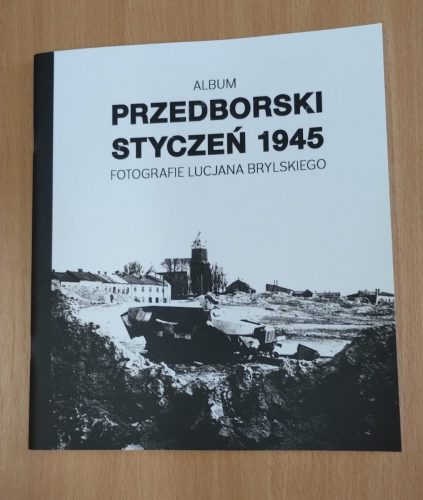 ALBUM
PRZEDBORSKI
STYCZEŃ 1945
FOTOGRAFIE LUCJANA BRYLSKIEGO